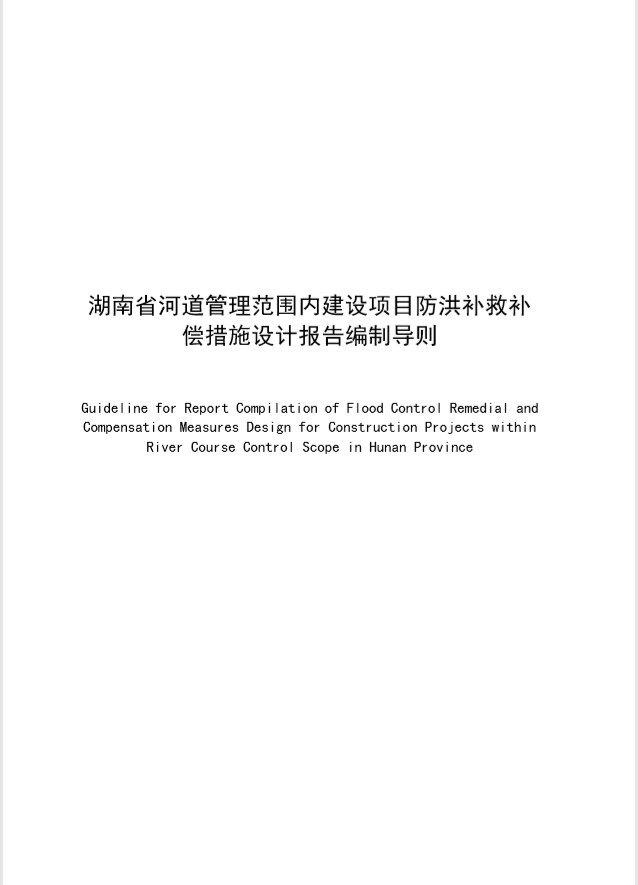 湖南省河道管理范围内建设项目防洪补救补
偿措施设计报告编制导则
Guideline for Report Compilation of Flood Control Remedial and
Compensation Measures Design for Construction Projects within
River Course Control Scope in Hunan Province